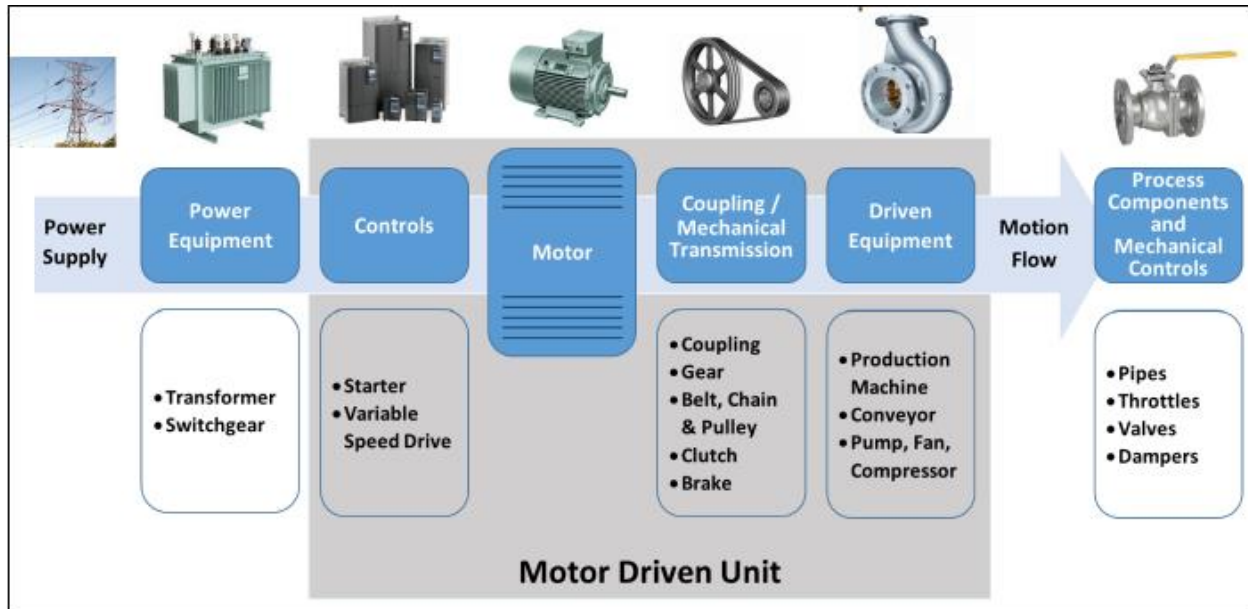 Power
Supply
Power
Equipment
Controls
Motor
Coupling /
Mechanical
Transmission
Driven
Equipment
Motion
Flow
Process
Components
and
Mechanical
Controls
• Transformer
• Switchgear
• Starter
• Variable
Speed Drive
• Coupling
• Gear
• Belt, Chain
& Pulley
• Clutch
• Brake
• Production
Machine
• Conveyor
• Pump, Fan,
Compressor
• Pipes
• Throttles
• Valves
• Dampers
Motor Driven Unit